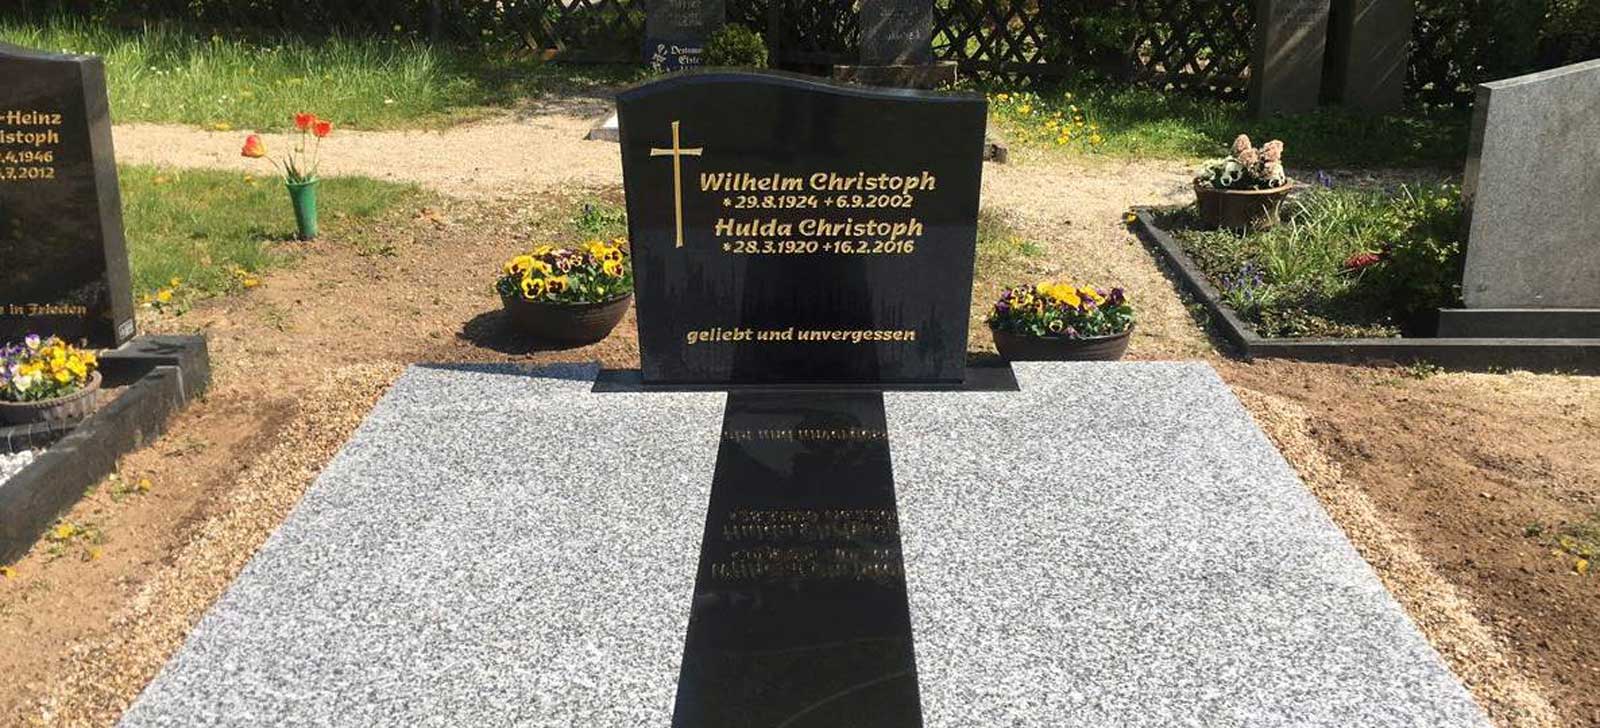 -Heinz
istoph
.4.1946
.7.2012
in Frieden
Wilhelm Christoph
* 29.8.1924 + 6.9.2002
Hulda Christoph
* 28.3.1920 + 16.2.2016
geliebt und unvergessen